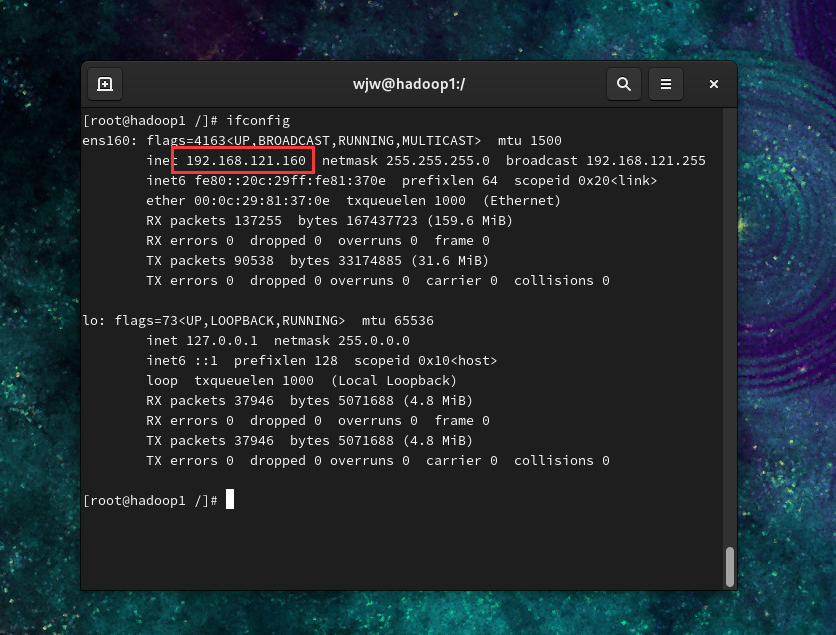 wjw@hadoop1:/
[root@hadoop1 /]# ifconfig
ens160: flags=4163<UP,BROADCAST,RUNNING,MULTICAST>  mtu 1500
        inet 192.168.121.160  netmask 255.255.255.0  broadcast 192.168.121.255
        inet6 fe80::20c:29ff:fe81:370e  prefixlen 64  scopeid 0x20<link>
        ether 00:0c:29:81:37:0e  txqueuelen 1000  (Ethernet)
        RX packets 137255  bytes 167437723 (159.6 MiB)
        RX errors 0  dropped 0  overruns 0  frame 0
        TX packets 90538  bytes 33174885 (31.6 MiB)
        TX errors 0  dropped 0 overruns 0  carrier 0  collisions 0
lo: flags=73<UP,LOOPBACK,RUNNING>  mtu 65536
        inet 127.0.0.1  netmask 255.0.0.0
        inet6 ::1  prefixlen 128  scopeid 0x10<host>
        loop  txqueuelen 1000  (Local Loopback)
        RX packets 37946  bytes 5071688 (4.8 MiB)
        RX errors 0  dropped 0  overruns 0  frame 0
        TX packets 37946  bytes 5071688 (4.8 MiB)
        TX errors 0  dropped 0 overruns 0  carrier 0  collisions 0
[root@hadoop1 /]#